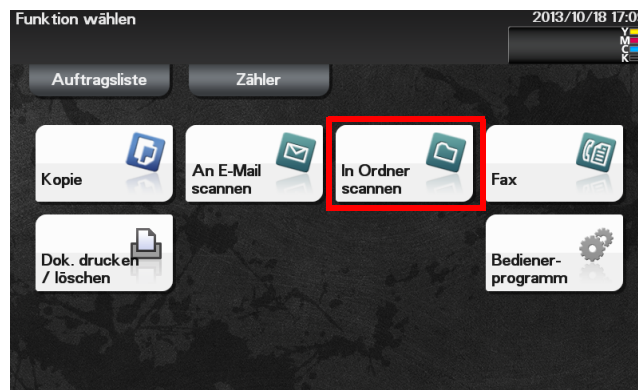 Funktion wählen
2013/10/18 17:0
Y
M
C
K
Auftragsliste
Zähler
Kopie
An E-Mail
scannen
In Ordner
scannen
Fax
Dok. drucken
/ löschen
Bediener-
programm